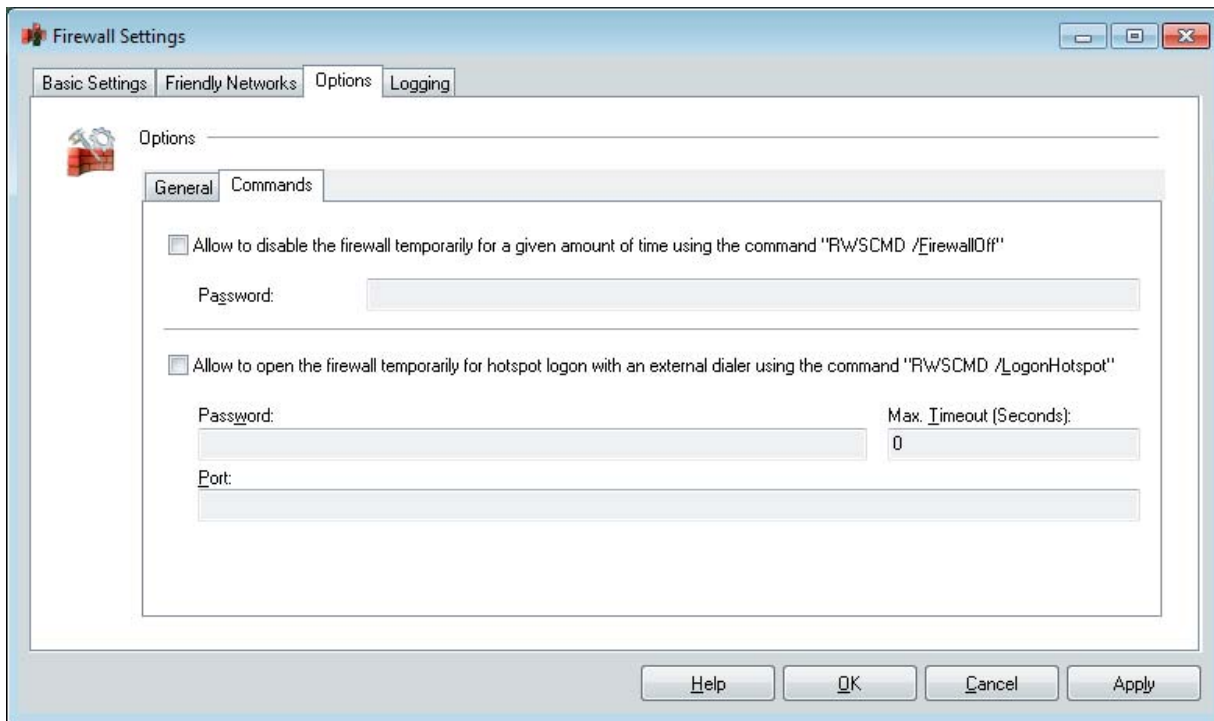 Firewall Settings
Basic Settings Friendly Networks Options Logging
Options
General Commands
Allow to disable the firewall temporarily for a given amount of time using the command "RWSCMD /FirewallOff"
Password:
Allow to open the firewall temporarily for hotspot logon with an external dialer using the command "RWSCMD /LogonHotspot"
Password: Max. Timeout (Seconds):
0
Port:
Help OK Cancel Apply